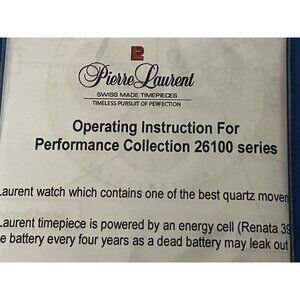 Pierre Laurent
SWISS MADE TIMEPIECES
TIMELESS PURSUIT OF PERFECTION
Operating Instruction For
Performance Collection 26100 series
Laurent watch which contains one of the best quartz
Laurent timepiece is powered by an energy cell (Renata
battery every four years as a dead battery may leak out